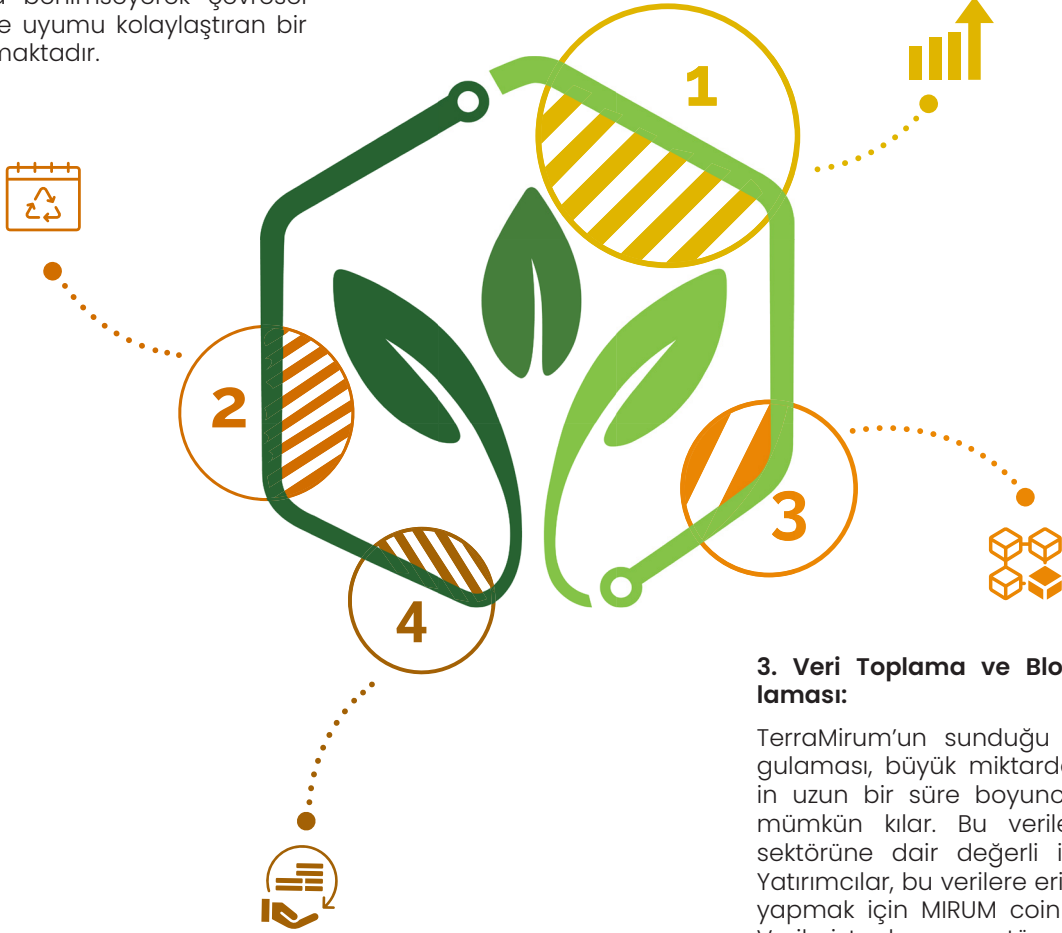 e uyumu kolaylaştıran bir
maktadır.
1
2
3
4
3. Veri Toplama ve Blo
laması:
TerraMirum’un sunduğu
gulaması, büyük miktard
in uzun bir süre boyunc
mümkün kılar. Bu veril
sektörüne dair değerli i
Yatırımcılar, bu verilere eri
yapmak için MIRUM coin